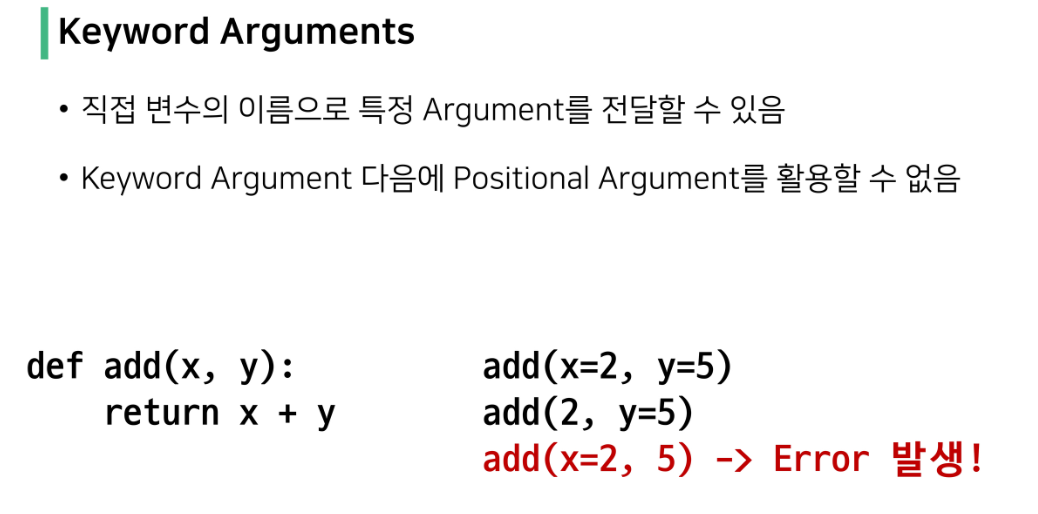 Keyword Arguments
• 직접 변수의 이름으로 특정 Argument를 전달할 수 있음
• Keyword Argument 다음에 Positional Argument를 활용할 수 없음
def add(x, y):
    return x + y
add(x=2, y=5)
add(2, y=5)
add(x=2, 5) -> Error 발생!